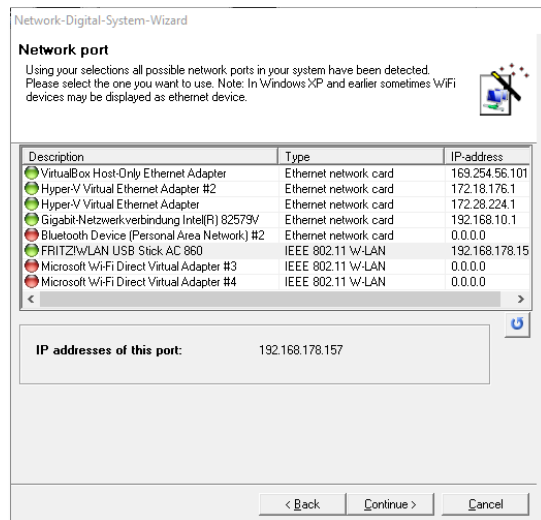 Network-Digital-System-Wizard
Network port
Using your selections all possible network ports in your system have been detected.
Please select the one you want to use. Note: In Windows XP and earlier sometimes WiFi
devices may be displayed as ethernet device.
Description Type IP-address
VirtualBox Host-Only Ethernet Adapter Ethernet network card 169.254.56.101
Hyper-V Virtual Ethernet Adapter #2 Ethernet network card 172.18.176.1
Hyper-V Virtual Ethernet Adapter Ethernet network card 172.28.224.1
Gigabit-Netzwerkverbindung Intel(R) 82579V Ethernet network card 192.168.10.1
Bluetooth Device (Personal Area Network) #2 Ethernet network card 0.0.0.0
FRITZ!WLAN USB Stick AC 860 IEEE 802.11 W-LAN 192.168.178.15
Microsoft Wi-Fi Direct Virtual Adapter #3 IEEE 802.11 W-LAN 0.0.0.0
Microsoft Wi-Fi Direct Virtual Adapter #4 IEEE 802.11 W-LAN 0.0.0.0
IP addresses of this port: 192.168.178.157
< Back Continue > Cancel